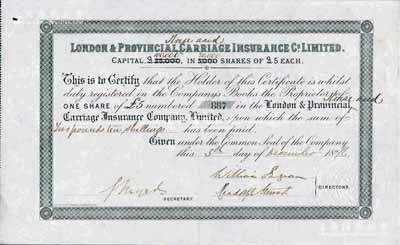 Horse and
LONDON & PROVINCIAL CARRIAGE INSURANCE Co. LIMITED.
CAPITAL £ 25,000, IN 5000 SHARES OF £5 EACH.
This is to Certify that the Holder of this Certificate is whilst
duly registered in the Company's Books the Proprietor of
ONE SHARE of £5 numbered 887 in the London & Provincial Horse and
Carriage Insurance Company, Limited, upon which the sum of
Two pounds ten shillings has been paid.
Given under the Common Seal of the Company
this 5th day of December 187
William
SECRETARY.
DIRECTORS.